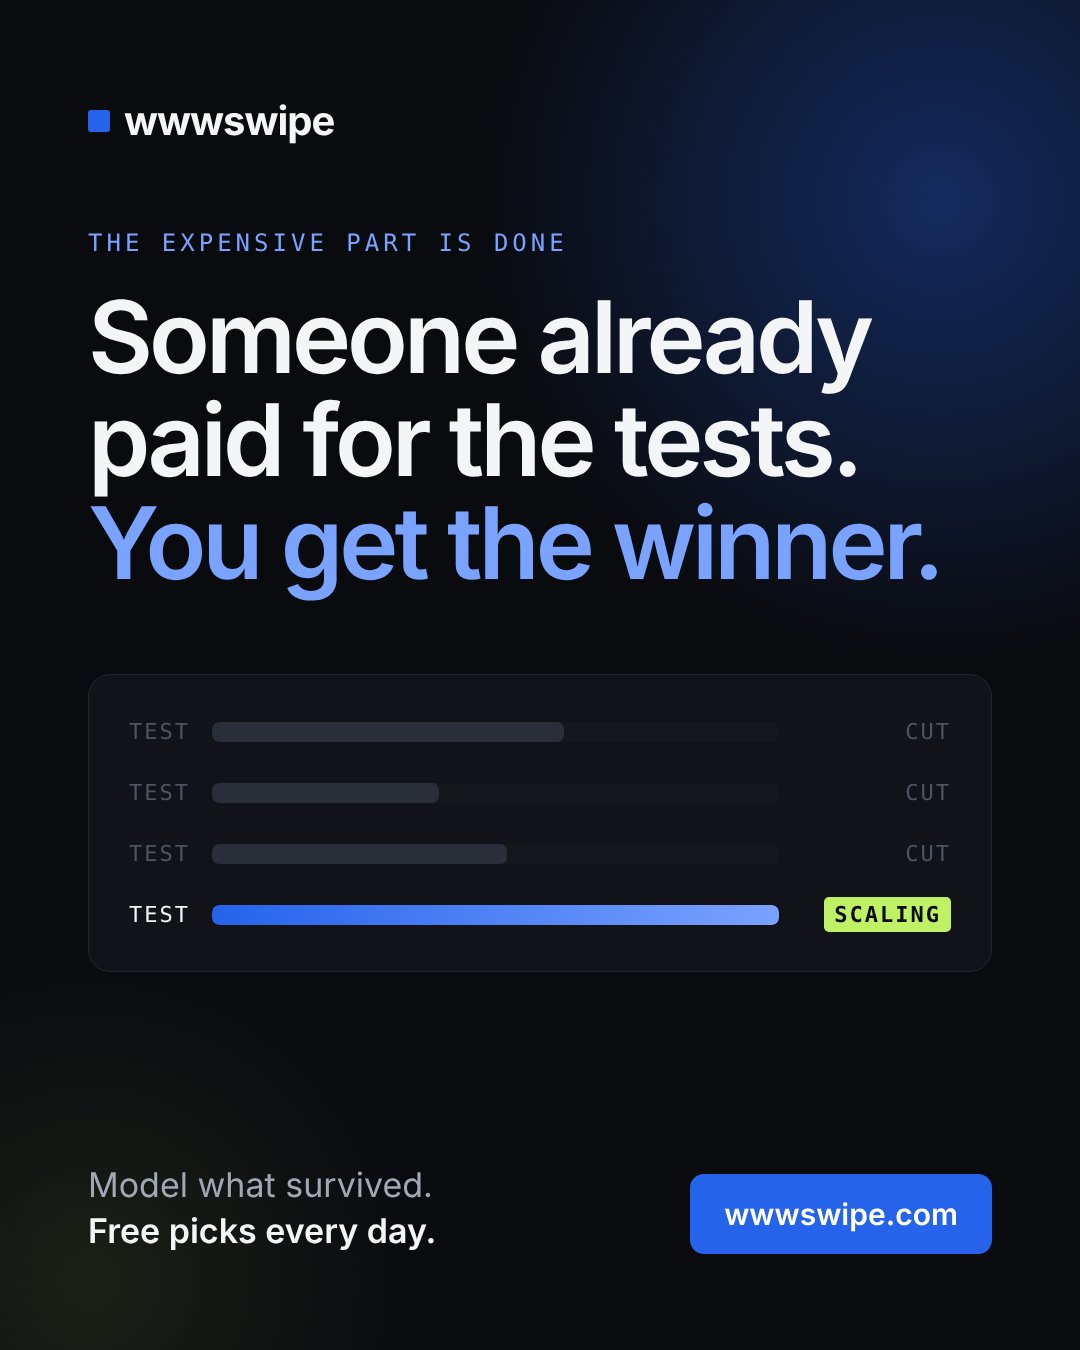 wwwswipe
THE EXPENSIVE PART IS DONE
Someone already
paid for the tests.
You get the winner.
TEST CUT
TEST CUT
TEST CUT
TEST SCALING
Model what survived.
Free picks every day.
wwwswipe.com